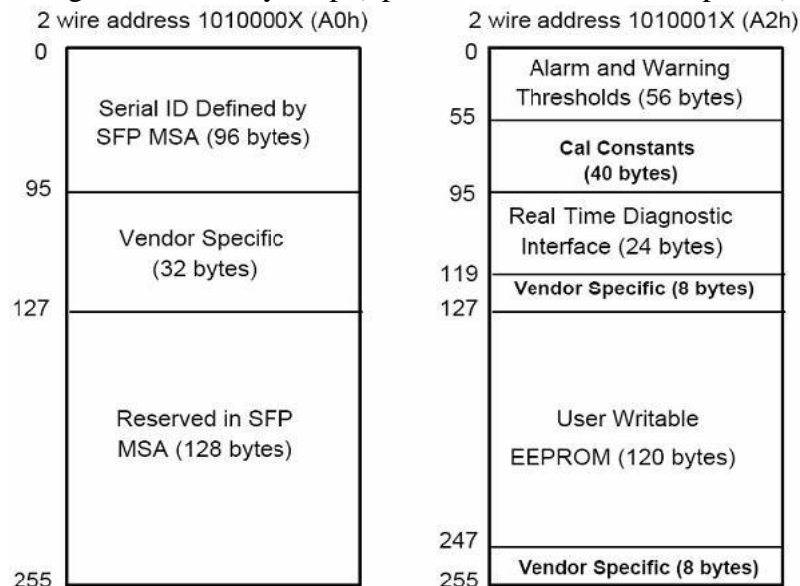 2 wire address 1010000X (A0h)
0
Serial ID Defined by
SFP MSA (96 bytes)
95
Vendor Specific
(32 bytes)
127
Reserved in SFP
MSA (128 bytes)
255
2 wire address 1010001X (A2h)
0
Alarm and Warning
Thresholds (56 bytes)
55
Cal Constants
(40 bytes)
95
Real Time Diagnostic
Interface (24 bytes)
119
Vendor Specific (8 bytes)
127
User Writable
EEPROM (120 bytes)
247
Vendor Specific (8 bytes)
255